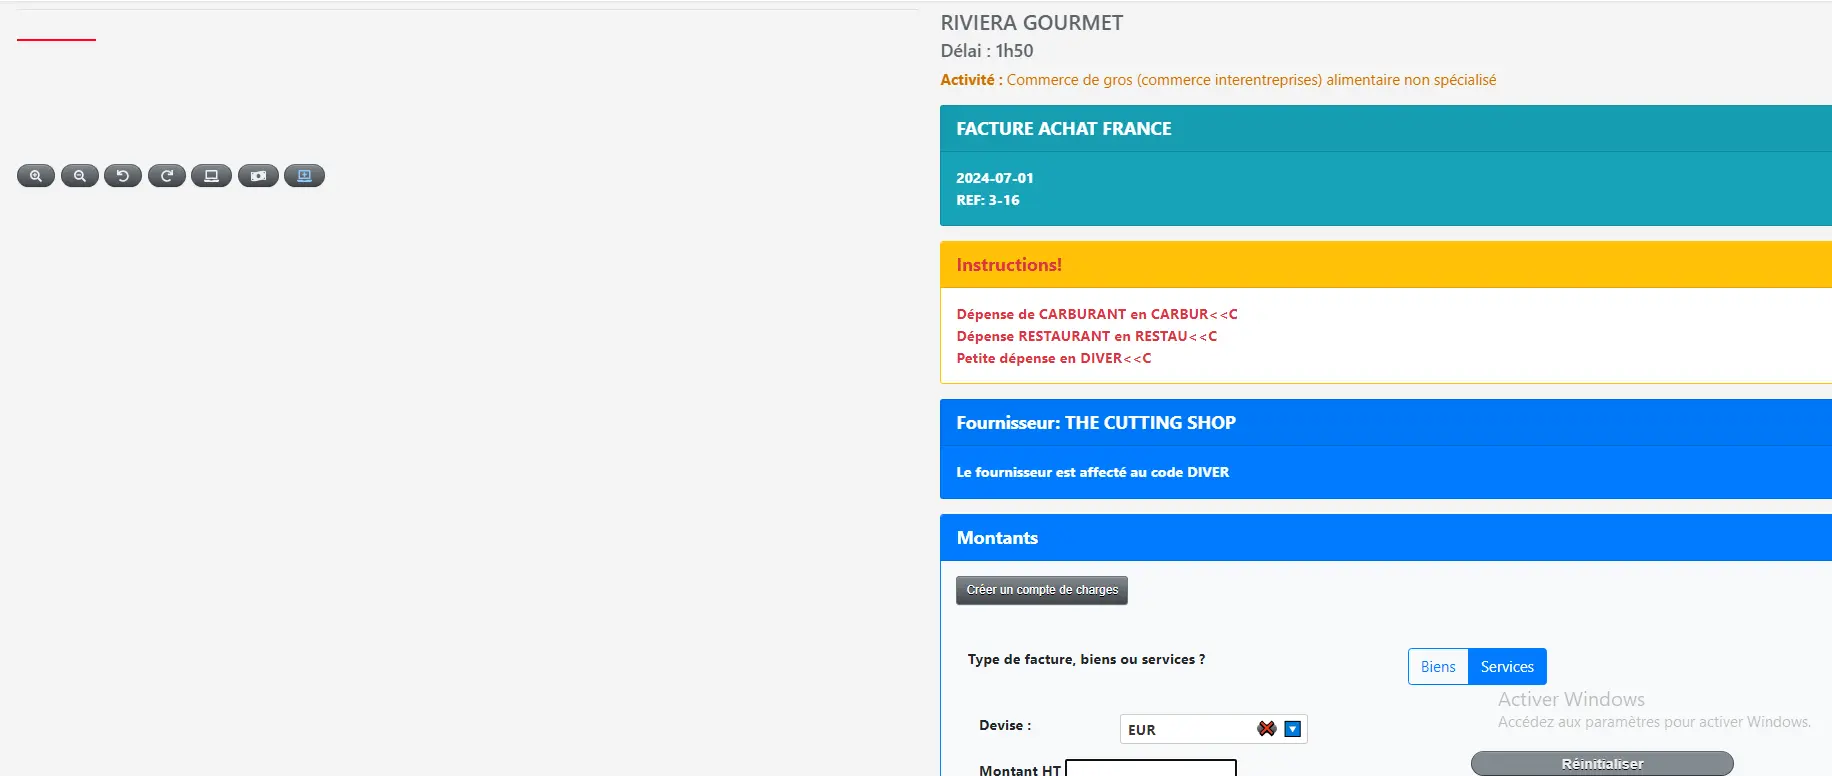 RIVIERA GOURMET
Délai : 1h50
Activité : Commerce de gros (commerce interentreprises) alimentaire non spécialisé
FACTURE ACHAT FRANCE
2024-07-01
REF: 3-16
Instructions!
Dépense de CARBURANT en CARBUR<<C
Dépense RESTAURANT en RESTAU<<C
Petite dépense en DIVER<<C
Fournisseur: THE CUTTING SHOP
Le fournisseur est affecté au code DIVER
Montants
Créer un compte de charges
Type de facture, biens ou services ?
Biens
Services
Activer Windows
Accédez aux paramètres pour activer Windows.
Devise :
EUR
Réinitialiser
Montant HT